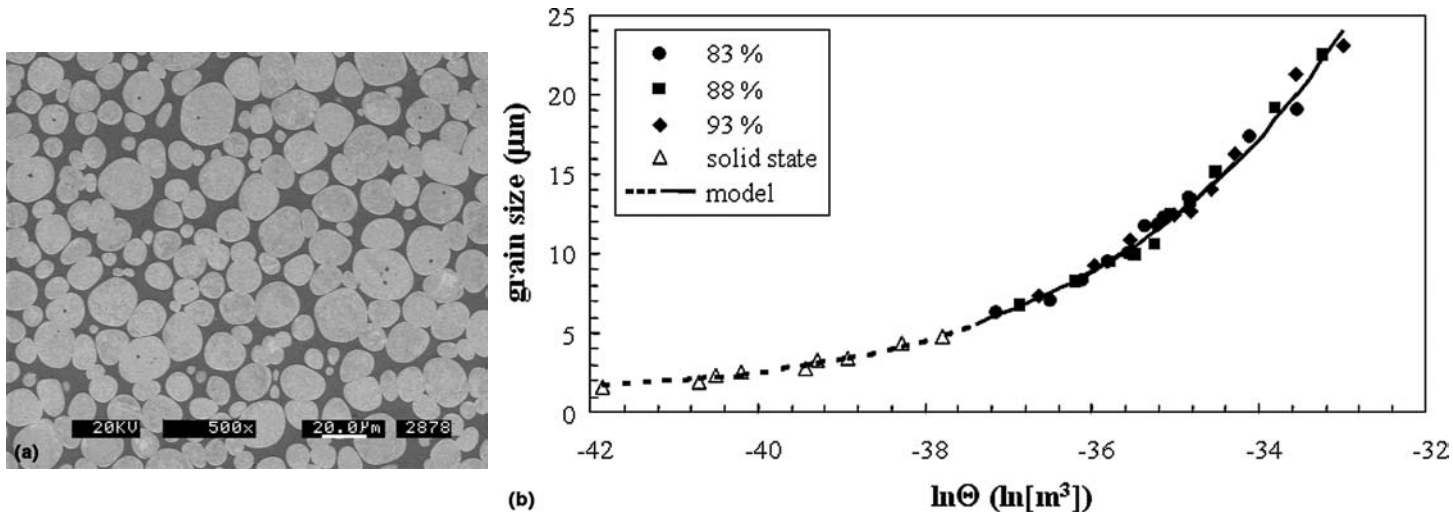 20KV 500x 20.0µm 2878
(a)
25
20
15
10
5
0
grain size (µm)
83 %
88 %
93 %
solid state
model
-42 -40 -38 -36 -34 -32
lnΘ (ln[m³])
(b)